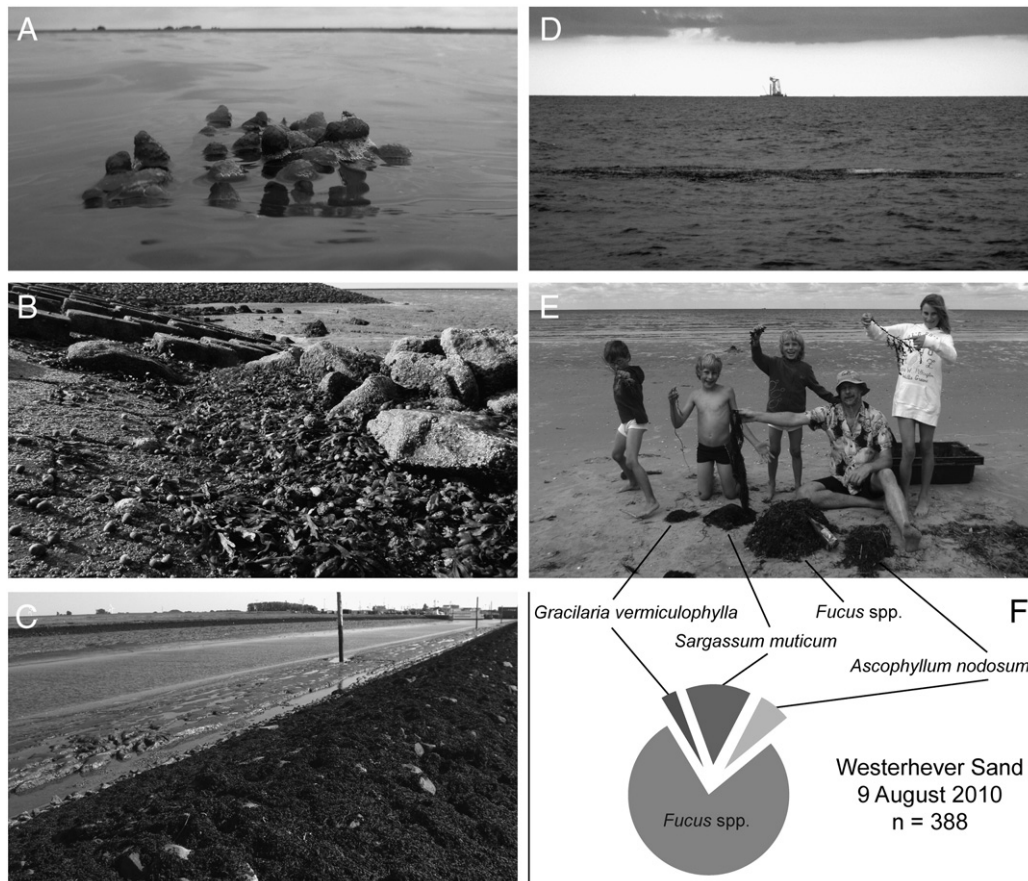 A
D
B
E
C
Gracilaria vermiculophylla
Fucus spp.
F
Sargassum muticum
Ascophyllum nodosum
Fucus spp.
Westerhever Sand
9 August 2010
n = 388